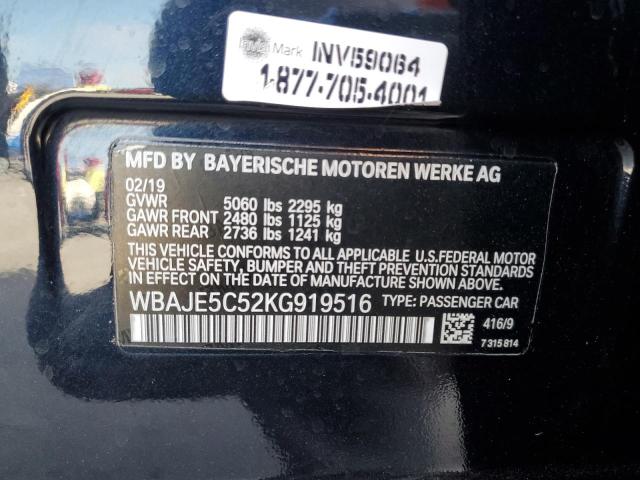 Mark
INV59064
1-877-705-4001
MFD BY BAYERISCHE MOTOREN WERKE AG
02/19
GVWR 5060 lbs 2295 kg
GAWR FRONT 2480 lbs 1125 kg
GAWR REAR 2736 lbs 1241 kg
THIS VEHICLE CONFORMS TO ALL APPLICABLE U.S.FEDERAL MOTOR
VEHICLE SAFETY, BUMPER AND THEFT PREVENTION STANDARDS
IN EFFECT ON THE DATE OF MANUFACTURE SHOWN ABOVE.
WBAJE5C52KG919516 TYPE: PASSENGER CAR
416/9
7315814